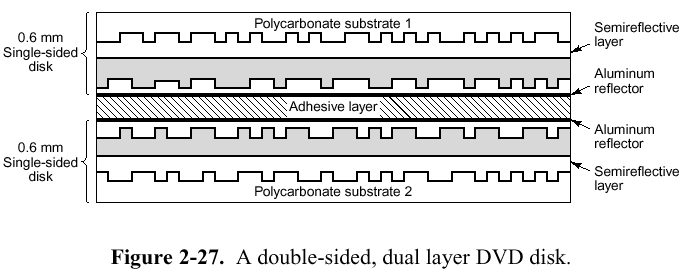 Polycarbonate substrate 1
0.6 mm
Single-sided
disk
Semireflective
layer
Aluminum
reflector
Adhesive layer
Aluminum
reflector
0.6 mm
Single-sided
disk
Semireflective
layer
Polycarbonate substrate 2
Figure 2-27. A double-sided, dual layer DVD disk.